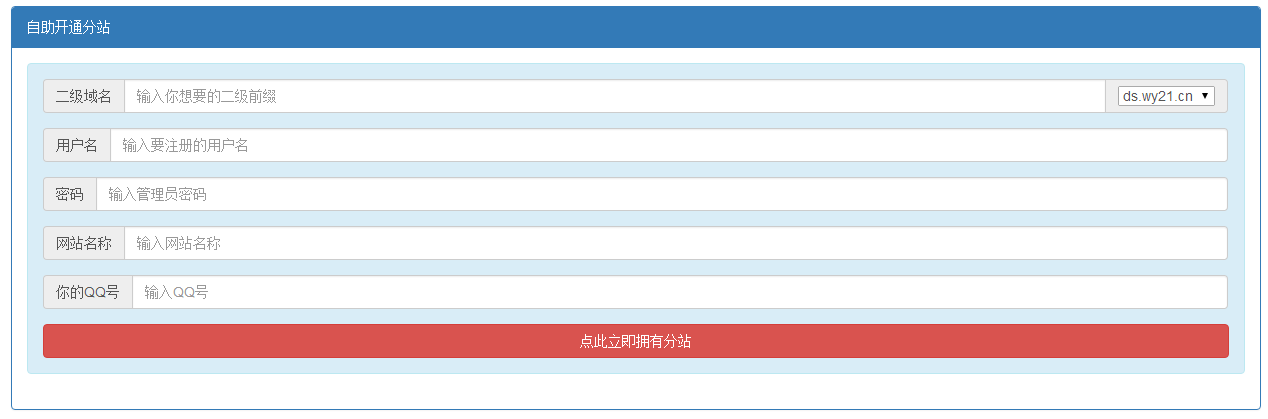 自助开通分站
二级域名 输入你想要的二级前缀 ds.wy21.cn
用户名 输入要注册的用户名
密码 输入管理员密码
网站名称 输入网站名称
你的QQ号 输入QQ号
点此立即拥有分站